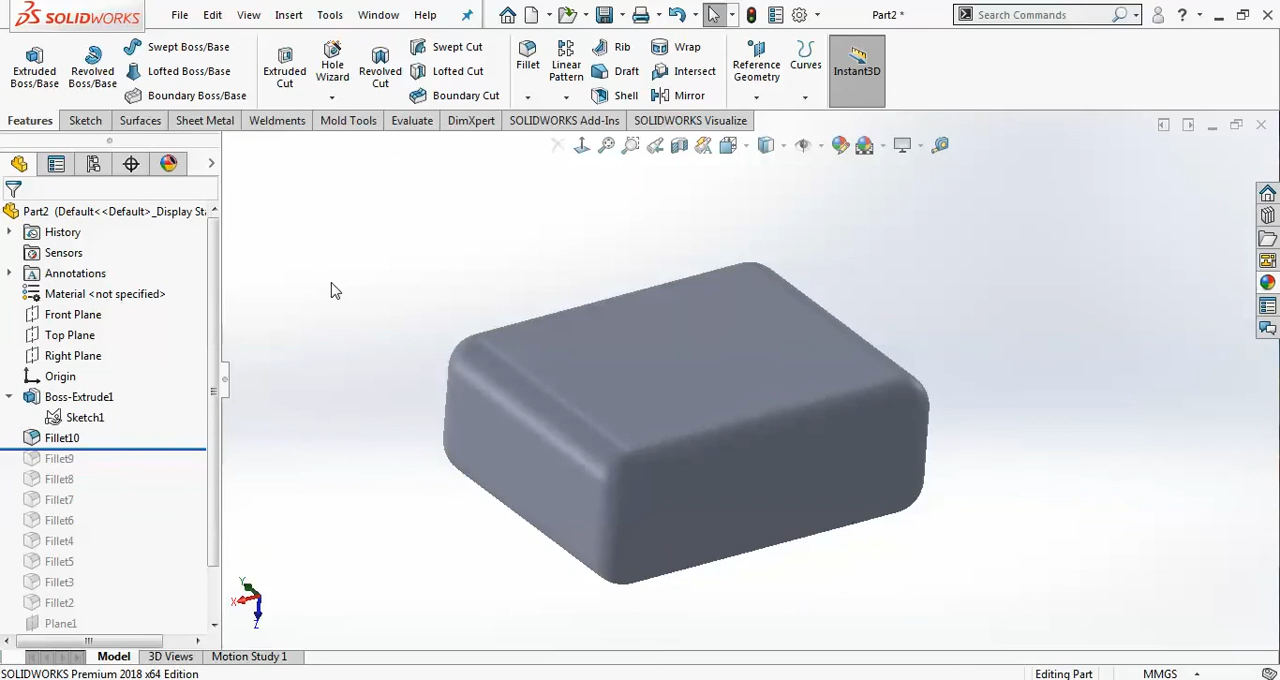 SOLIDWORKS File Edit View Insert Tools Window Help Part2 * Search Commands ?
Extruded Boss/Base
Revolved Boss/Base
Swept Boss/Base
Lofted Boss/Base
Boundary Boss/Base
Extruded Cut
Hole Wizard
Revolved Cut
Swept Cut
Lofted Cut
Boundary Cut
Fillet
Linear Pattern
Rib
Draft
Shell
Wrap
Intersect
Mirror
Reference Geometry
Curves
Instant3D
Features Sketch Surfaces Sheet Metal Weldments Mold Tools Evaluate DimXpert SOLIDWORKS Add-Ins SOLIDWORKS Visualize
Part2 (Default<<Default>_Display Sta
History
Sensors
Annotations
Material <not specified>
Front Plane
Top Plane
Right Plane
Origin
Boss-Extrude1
Sketch1
Fillet10
Fillet9
Fillet8
Fillet7
Fillet6
Fillet4
Fillet5
Fillet3
Fillet2
Plane1
Y
X
Z
Model 3D Views Motion Study 1
SOLIDWORKS Premium 2018 x64 Edition Editing Part MMGS